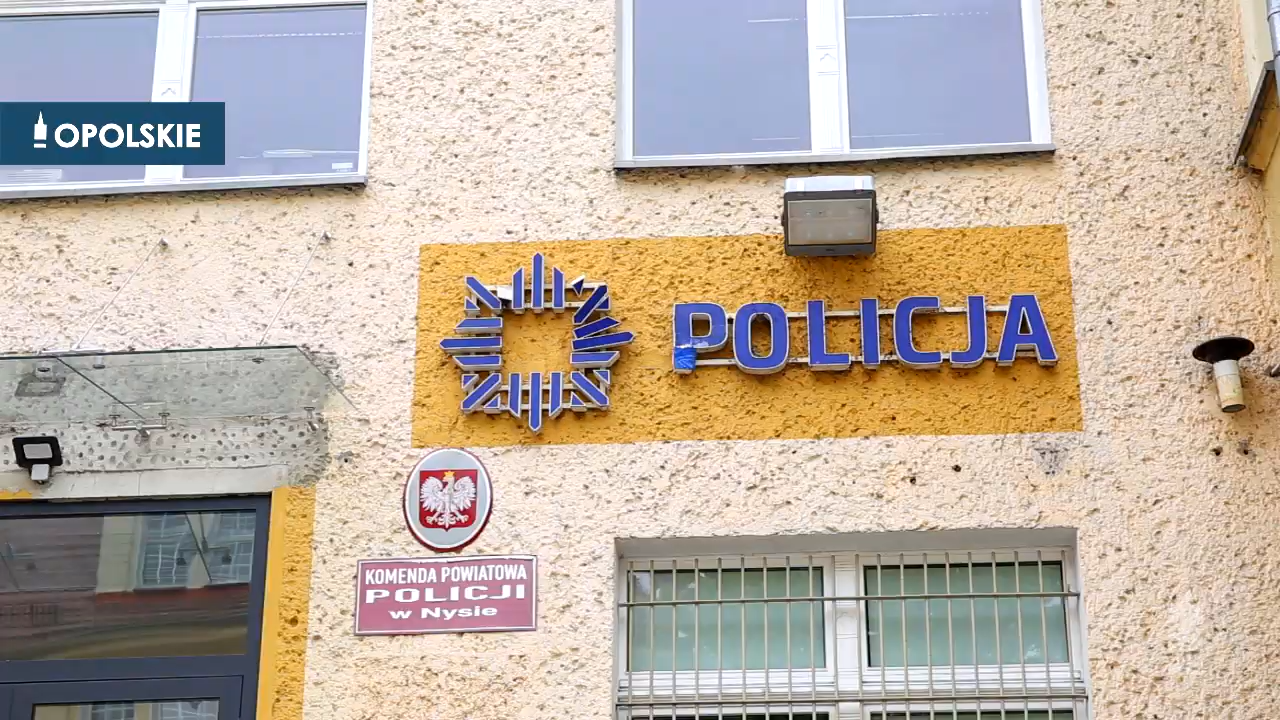 OPOLSKIE
POLICJA
KOMENDA POWIATOWA
POLICJI
w Nysie